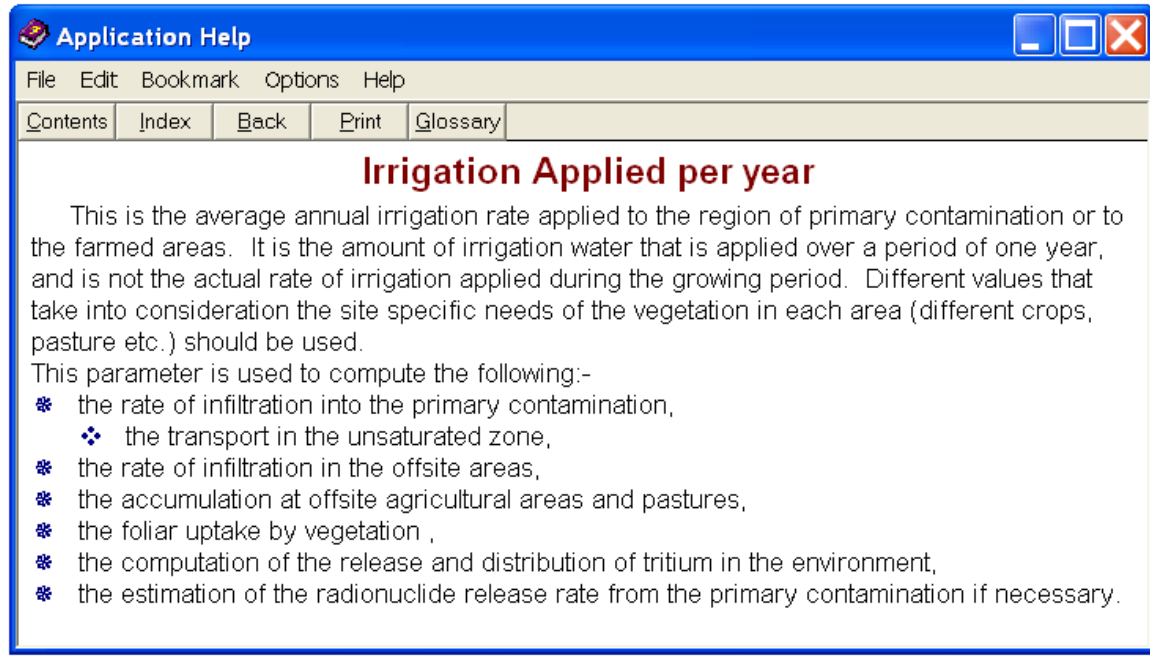 Application Help
File Edit Bookmark Options Help
Contents Index Back Print Glossary
Irrigation Applied per year
This is the average annual irrigation rate applied to the region of primary contamination or to
the farmed areas. It is the amount of irrigation water that is applied over a period of one year,
and is not the actual rate of irrigation applied during the growing period. Different values that
take into consideration the site specific needs of the vegetation in each area (different crops,
pasture etc.) should be used.
This parameter is used to compute the following:-
the rate of infiltration into the primary contamination,
the transport in the unsaturated zone,
the rate of infiltration in the offsite areas,
the accumulation at offsite agricultural areas and pastures,
the foliar uptake by vegetation ,
the computation of the release and distribution of tritium in the environment,
the estimation of the radionuclide release rate from the primary contamination if necessary.